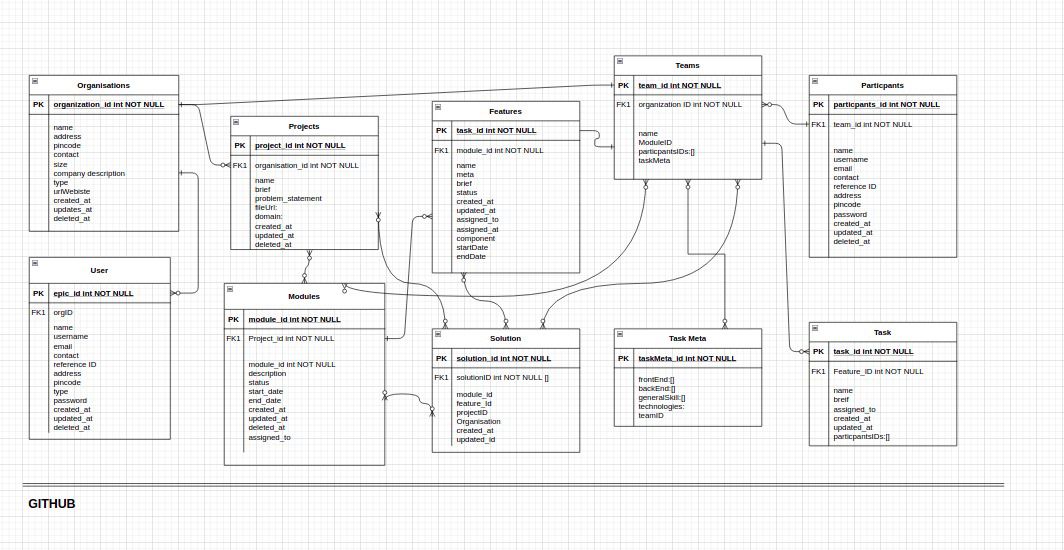 Organisations
PK organization_id int NOT NULL
name
address
pincode
contact
size
company description
type
urlWebiste
created_at
updates_at
deleted_at
User
PK epic_id int NOT NULL
FK1 orgID
name
username
email
contact
reference ID
address
pincode
type
password
created_at
updated_at
deleted_at
Projects
PK project_id int NOT NULL
FK1 organisation_id int NOT NULL
name
brief
problem_statement
fileUrl:
domain:
created_at
updated_at
deleted_at
Modules
PK module_id int NOT NULL
FK1 Project_id int NOT NULL
module_id int NOT NULL
description
status
start_date
end_date
created_at
updated_at
deleted_at
assigned_to
Features
PK task_id int NOT NULL
FK1 module_id int NOT NULL
name
meta
brief
status
created_at
updated_at
assigned_to
assigned_at
component
startDate
endDate
Solution
PK solution_id int NOT NULL
FK1 solutionID int NOT NULL []
module_id
feature_Id
projectID
Organisation
created_at
updated_id
Teams
PK team_id int NOT NULL
FK1 organization ID int NOT NULL
name
ModuleID
particpantsIDs:[]
taskMeta
Task Meta
PK taskMeta_id int NOT NULL
frontEnd:[]
backEnd:[]
generalSkill:[]
technologies:
teamID
Particpants
PK particpants_id int NOT NULL
FK1 team_id int NOT NULL
name
username
email
contact
reference ID
address
pincode
password
created_at
updated_at
deleted_at
Task
PK task_id int NOT NULL
FK1 Feature_ID int NOT NULL
name
breif
assigned_to
created_at
updated_at
particpantsIDs:[]
GITHUB